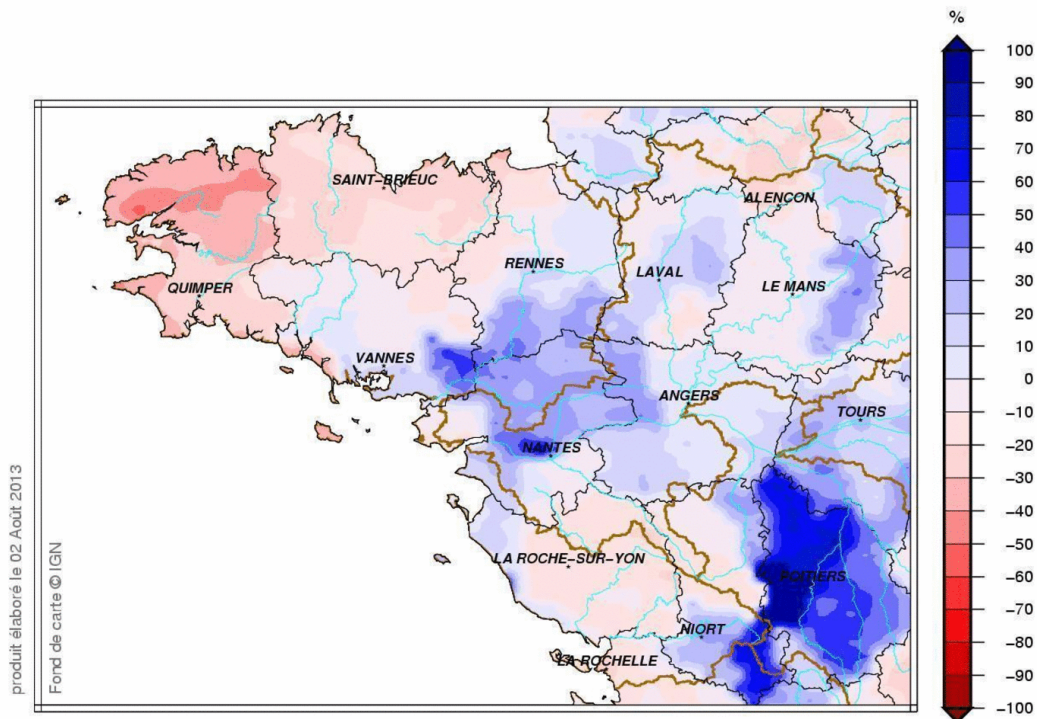 %
100
90
80
70
60
50
40
30
20
10
0
−10
−20
−30
−40
−50
−60
−70
−80
−90
−100
SAINT−BRIEUC
ALENCON
RENNES
LAVAL
QUIMPER
LE MANS
VANNES
ANGERS
TOURS
NANTES
LA ROCHE−SUR−YON
POITIERS
NIORT
LA ROCHELLE
produit élaboré le 02 Août 2013
Fond de carte © IGN